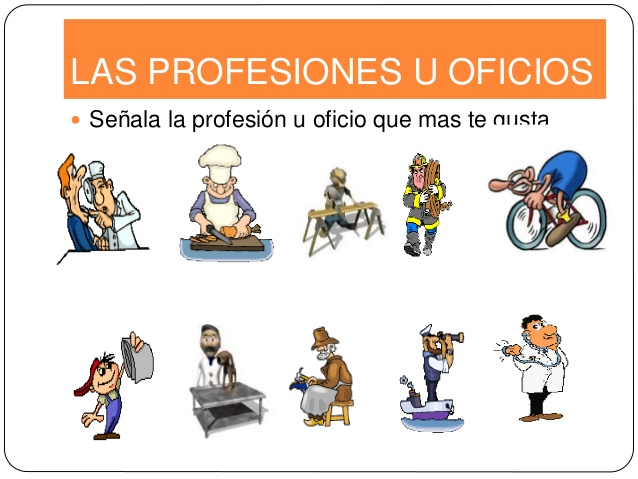 LAS PROFESIONES U OFICIOS
Señala la profesión u oficio que mas te gusta